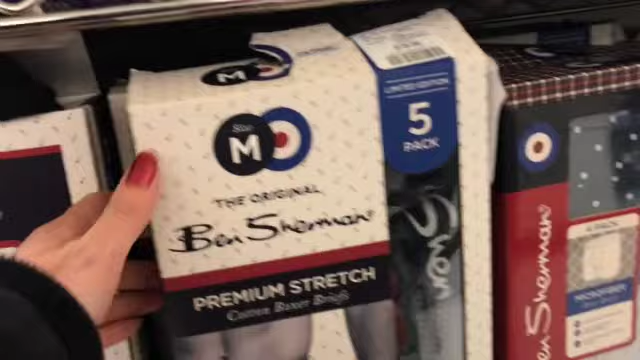 M
Size
M
THE ORIGINAL
Ben Sherman
PREMIUM STRETCH
Cotton Boxer Briefs
LIMITED EDITION
5
PACK
Sherman